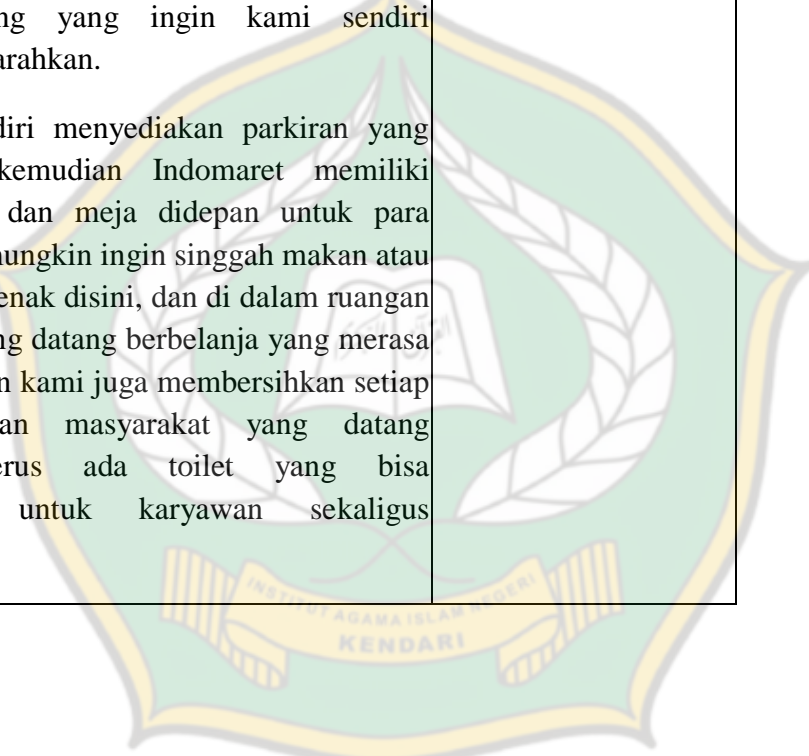 ng yang ingin kami sendiri
arahkan.
diri menyediakan parkiran yang
kemudian Indomaret memiliki
dan meja didepan untuk para
nungkin ingin singgah makan atau
enak disini, dan di dalam ruangan
ng datang berbelanja yang merasa
n kami juga membersihkan setiap
an masyarakat yang datang
erus ada toilet yang bisa
untuk karyawan sekaligus
INSTITUT AGAMA ISLAM NEGERI
KENDARI